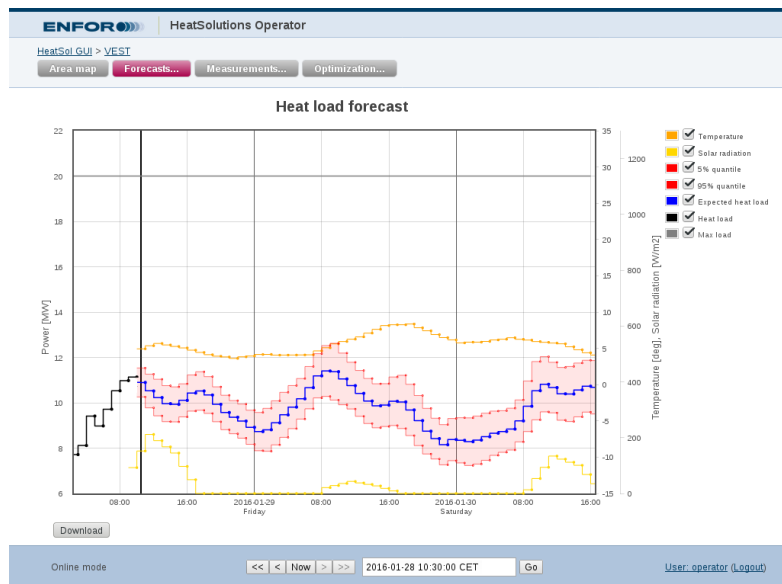 ENFOR HeatSolutions Operator
HeatSol GUI > VEST
Area map Forecasts... Measurements... Optimization...
Heat load forecast
22 20 18 16 14 12 10 8 6
Power [MW]
08:00 16:00 2016-01-29 08:00 16:00 2016-01-30 08:00 16:00
Friday Saturday
35 30 25 20 15 10 5 0 -5 -10 -15
1200 1000 800 600 400 200 0
Temperature [deg], Solar radiation [W/m2]
Temperature
Solar radiation
5% quantile
95% quantile
Expected heat load
Heat load
Max load
Download
Online mode << < Now > >> 2016-01-28 10:30:00 CET Go User: operator (Logout)